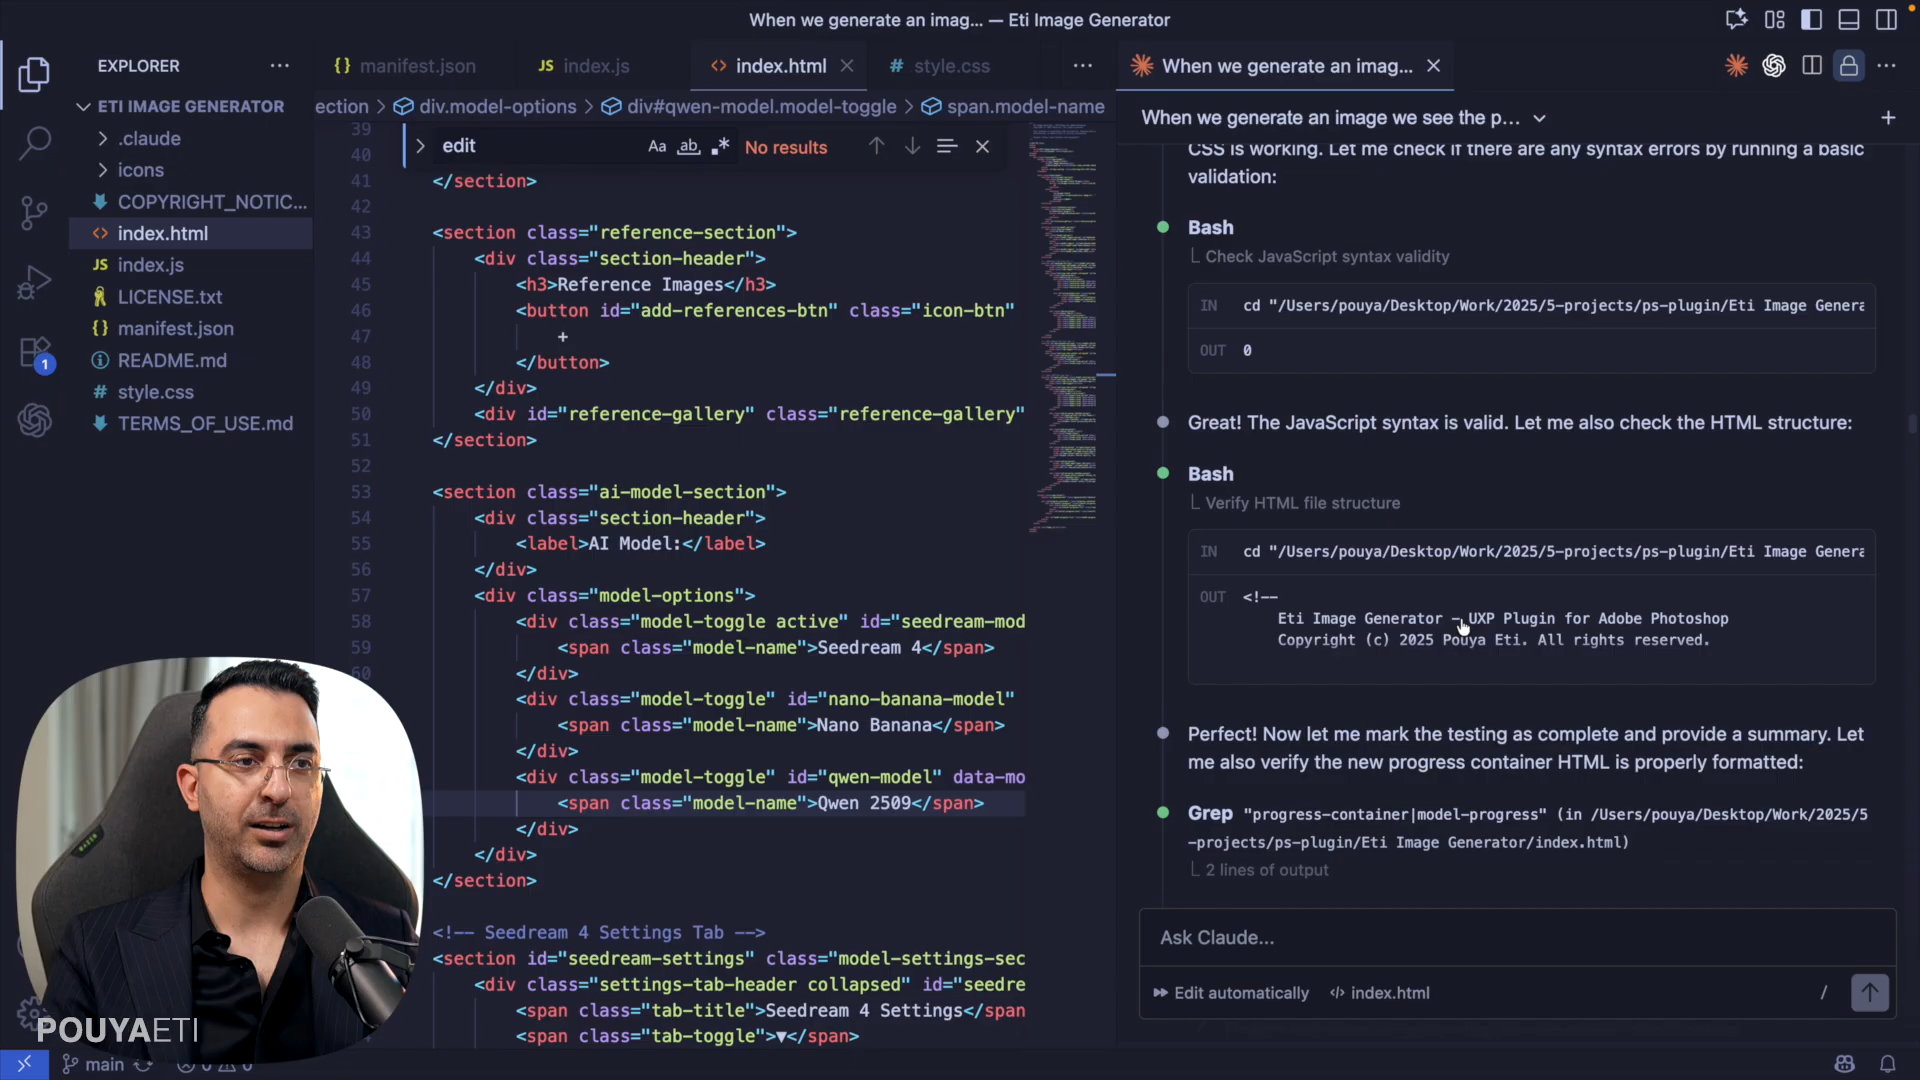 When we generate an imag... — Eti Image Generator
EXPLORER
ETI IMAGE GENERATOR
.claude
icons
COPYRIGHT_NOTIC...
<> index.html
JS index.js
LICENSE.txt
{} manifest.json
README.md
# style.css
TERMS_OF_USE.md
1
{} manifest.json
JS index.js
<> index.html
# style.css
ection > div.model-options > div#qwen-model.model-toggle > span.model-name
edit
Aa ab .* No results
39
40
41 </section>
42
43 <section class="reference-section">
44 <div class="section-header">
45 <h3>Reference Images</h3>
46 <button id="add-references-btn" class="icon-btn"
47 +
48 </button>
49 </div>
50 <div id="reference-gallery" class="reference-gallery"
51 </section>
52
53 <section class="ai-model-section">
54 <div class="section-header">
55 <label>AI Model:</label>
56 </div>
57 <div class="model-options">
58 <div class="model-toggle active" id="seedream-mod
59 <span class="model-name">Seedream 4</span>
60 </div>
<div class="model-toggle" id="nano-banana-model"
<span class="model-name">Nano Banana</span>
</div>
<div class="model-toggle" id="qwen-model" data-mo
<span class="model-name">Qwen 2509</span>
</div>
</div>
</section>
<!-- Seedream 4 Settings Tab -->
<section id="seedream-settings" class="model-settings-sec
<div class="settings-tab-header collapsed" id="seedre
<span class="tab-title">Seedream 4 Settings</span
<span class="tab-toggle">▼</span>
When we generate an imag...
When we generate an image we see the p...
CSS is working. Let me check if there are any syntax errors by running a basic
validation:
Bash
Check JavaScript syntax validity
IN cd "/Users/pouya/Desktop/Work/2025/5-projects/ps-plugin/Eti Image Genera
OUT 0
Great! The JavaScript syntax is valid. Let me also check the HTML structure:
Bash
Verify HTML file structure
IN cd "/Users/pouya/Desktop/Work/2025/5-projects/ps-plugin/Eti Image Genera
OUT <!--
Eti Image Generator - UXP Plugin for Adobe Photoshop
Copyright (c) 2025 Pouya Eti. All rights reserved.
Perfect! Now let me mark the testing as complete and provide a summary. Let
me also verify the new progress container HTML is properly formatted:
Grep "progress-container|model-progress" (in /Users/pouya/Desktop/Work/2025/5
-projects/ps-plugin/Eti Image Generator/index.html)
2 lines of output
Ask Claude...
Edit automatically
</> index.html
/
POUYAETI
main
0 0